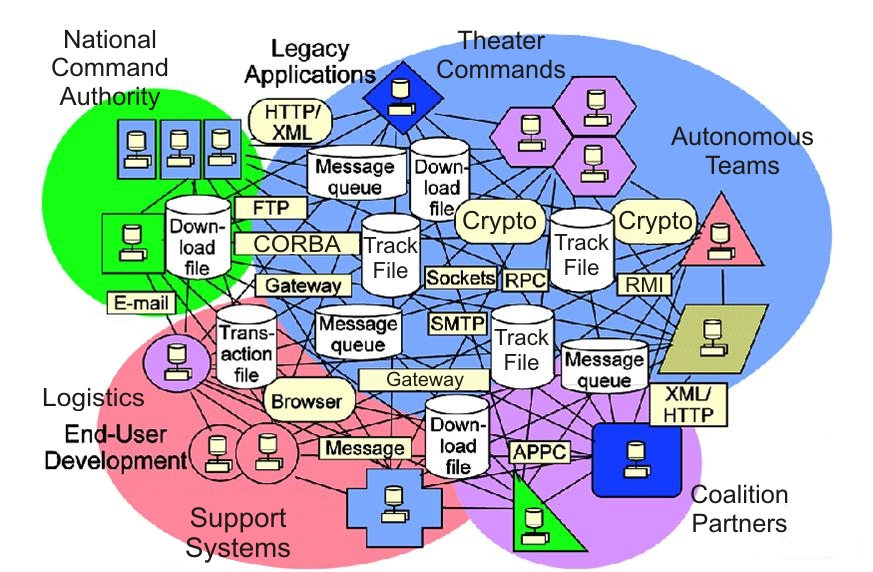 National
Command
Authority
Legacy
Applications
Theater
Commands
HTTP/
XML
Autonomous
Teams
Message
queue
Down-
load
file
FTP
Down-
load
file
CORBA
Track
File
Crypto
Track
File
Crypto
Gateway
Sockets
RPC
RMI
E-mail
Trans-
action
file
Message
queue
SMTP
Track
File
Message
queue
Logistics
Gateway
Browser
XML/
HTTP
End-User
Development
Message
Down-
load
file
APPC
Support
Systems
Coalition
Partners